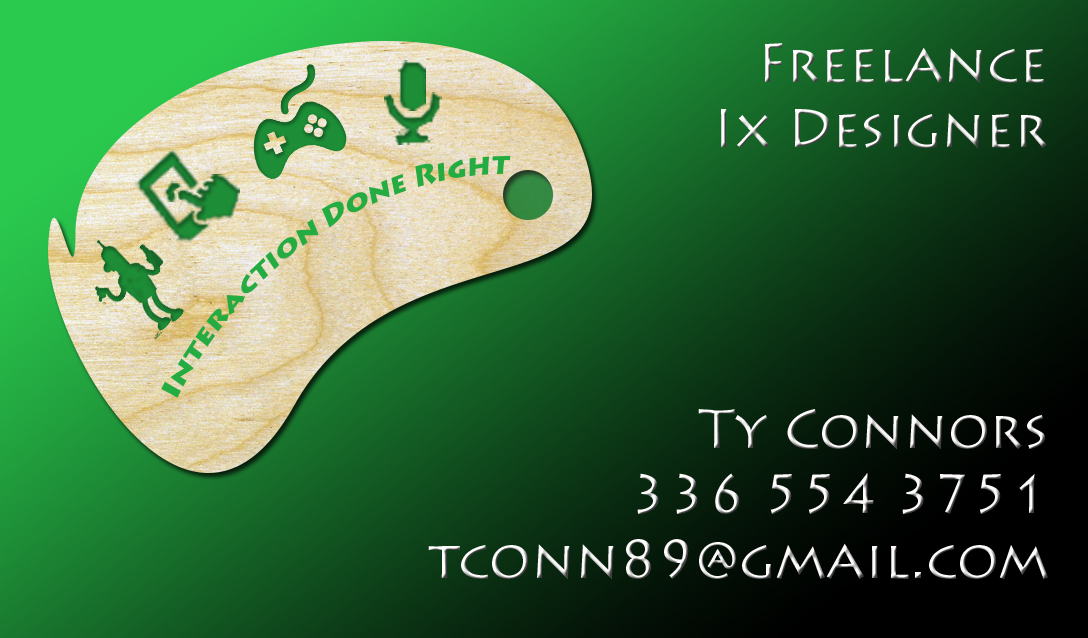 Freelance
Ix Designer
Interaction Done Right
Ty Connors
336 554 3751
tconn89@gmail.com